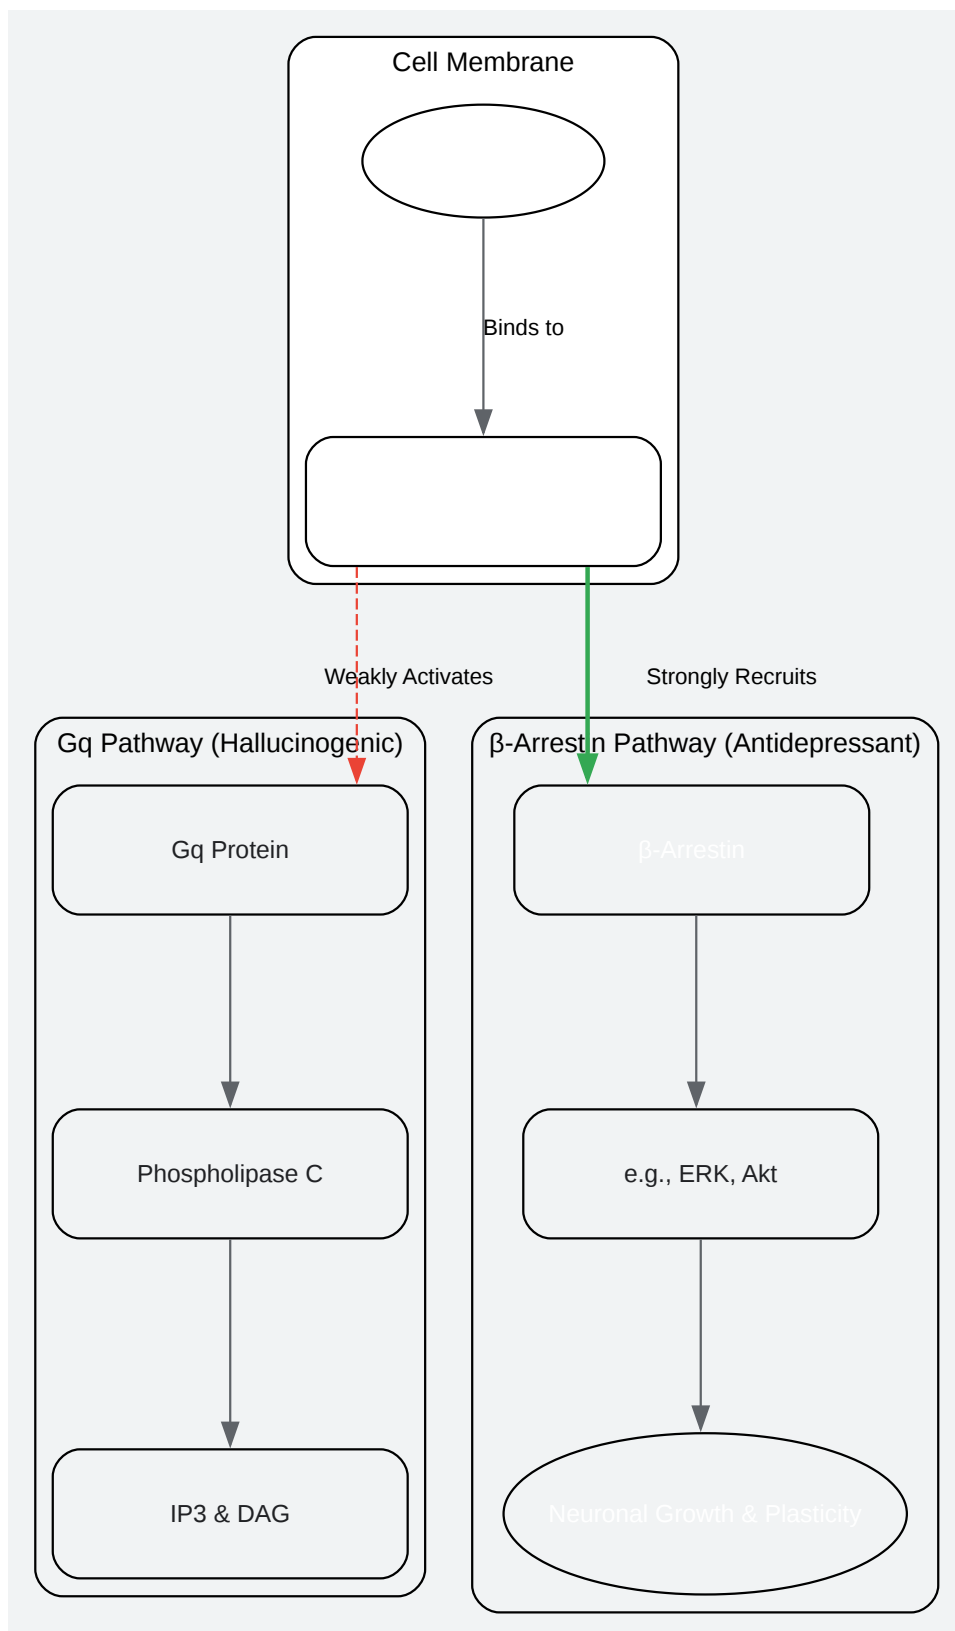 Cell Membrane
Binds to
Weakly Activates
Strongly Recruits
Gq Pathway (Hallucinogenic)
β-Arrestin Pathway (Antidepressant)
Gq Protein
β-Arrestin
Phospholipase C
e.g., ERK, Akt
IP3 & DAG
Neuronal Growth & Plasticity